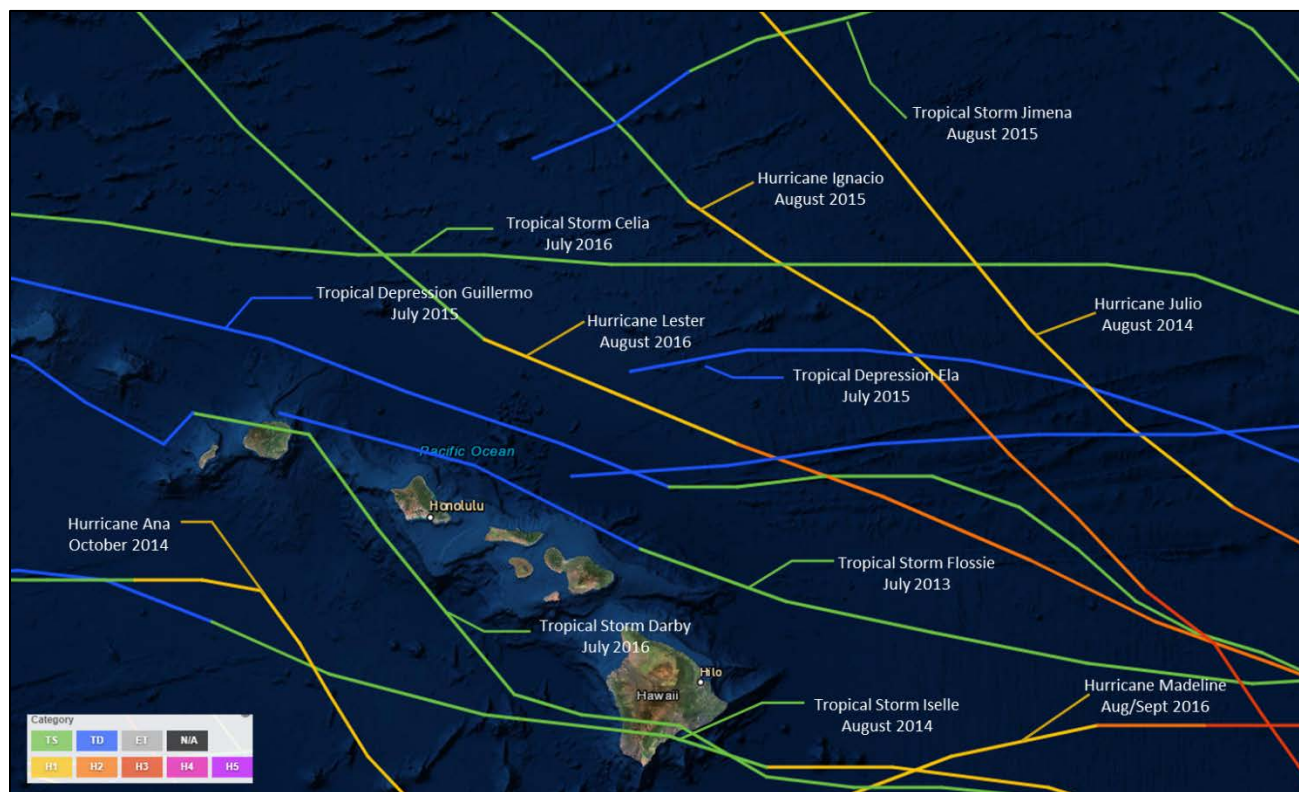 Tropical Storm Jimena
August 2015
Hurricane Ignacio
August 2015
Tropical Storm Celia
July 2016
Tropical Depression Guillermo
July 2015
Hurricane Lester
August 2016
Hurricane Julio
August 2014
Tropical Depression Ela
July 2015
Pacific Ocean
Honolulu
Hurricane Ana
October 2014
Tropical Storm Flossie
July 2013
Tropical Storm Darby
July 2016
Hilo
Hawaii
Hurricane Madeline
Aug/Sept 2016
Tropical Storm Iselle
August 2014
Category
TS TD ET N/A
H1 H2 H3 H4 H5